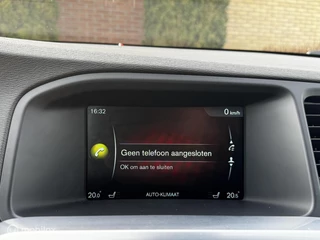 16:32
0 km/h
Geen telefoon aangesloten
OK om aan te sluiten
20.0° AUTO-KLIMAAT 20.5°